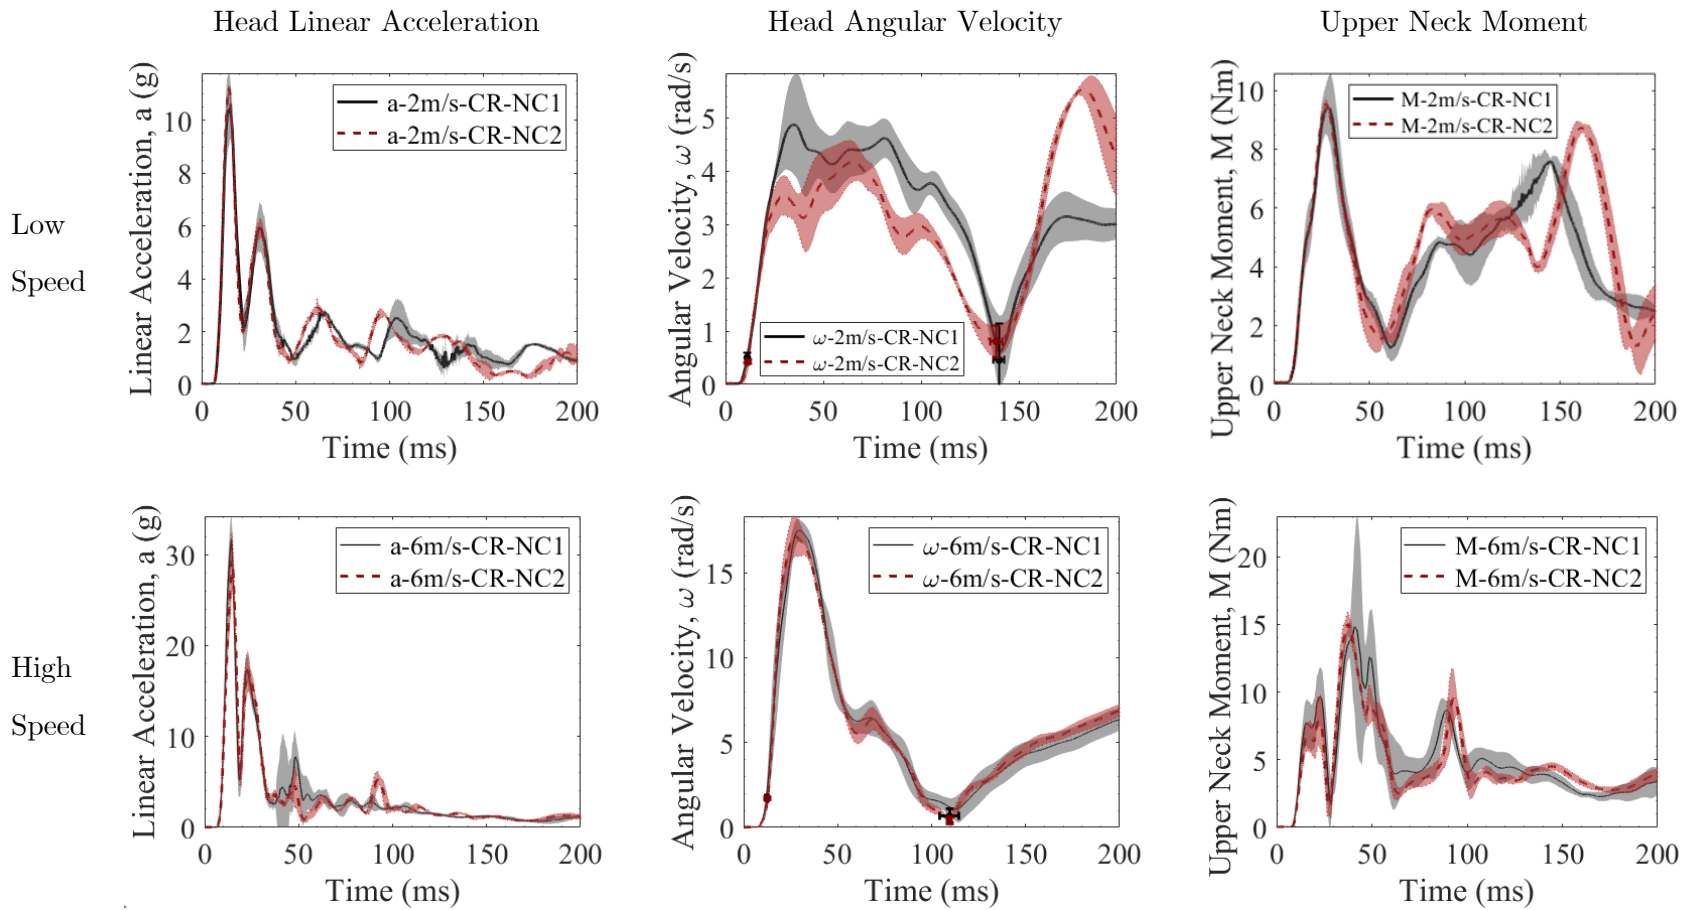 Head Linear Acceleration
Head Angular Velocity
Upper Neck Moment
Low
Speed
Linear Acceleration, a (g)
10
8
6
4
2
0
a-2m/s-CR-NC1
a-2m/s-CR-NC2
0 50 100 150 200
Time (ms)
Angular Velocity, ω (rad/s)
5
4
3
2
1
0
ω-2m/s-CR-NC1
ω-2m/s-CR-NC2
0 50 100 150 200
Time (ms)
Upper Neck Moment, M (Nm)
10
8
6
4
2
0
M-2m/s-CR-NC1
M-2m/s-CR-NC2
0 50 100 150 200
Time (ms)
High
Speed
Linear Acceleration, a (g)
30
20
10
0
a-6m/s-CR-NC1
a-6m/s-CR-NC2
0 50 100 150 200
Time (ms)
Angular Velocity, ω (rad/s)
15
10
5
0
ω-6m/s-CR-NC1
ω-6m/s-CR-NC2
0 50 100 150 200
Time (ms)
Upper Neck Moment, M (Nm)
20
15
10
5
0
M-6m/s-CR-NC1
M-6m/s-CR-NC2
0 50 100 150 200
Time (ms)